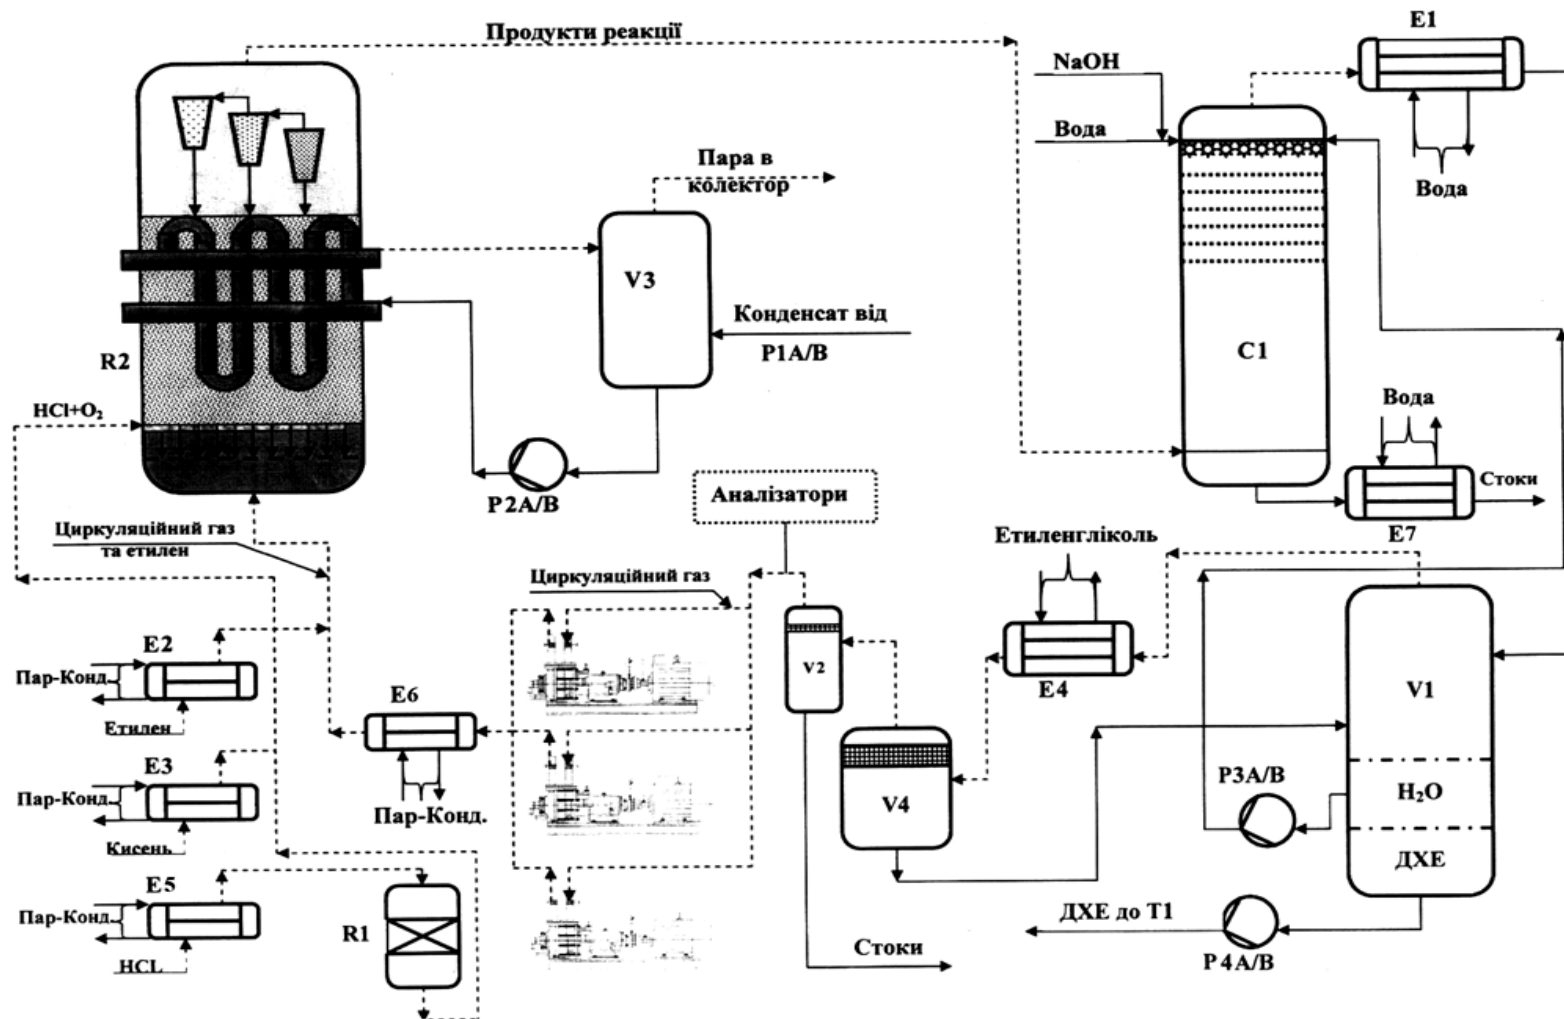 Продукти реакції
E1
NaOH
Вода
Вода
Пара в
колектор
V3
Конденсат від
P1A/B
R2
C1
HCl+O₂
Вода
Стоки
E7
P2A/B
Аналізатори
Циркуляційний газ
та етилен
Етиленгліколь
Циркуляційний газ
E2
Пар-Конд.
Етилен
E6
V2
E4
V1
E3
Пар-Конд.
Кисень
Пар-Конд.
V4
P3A/B
H₂O
ДХЕ
E5
Пар-Конд.
HCL
R1
ДХЕ до Т1
Стоки
P4A/B